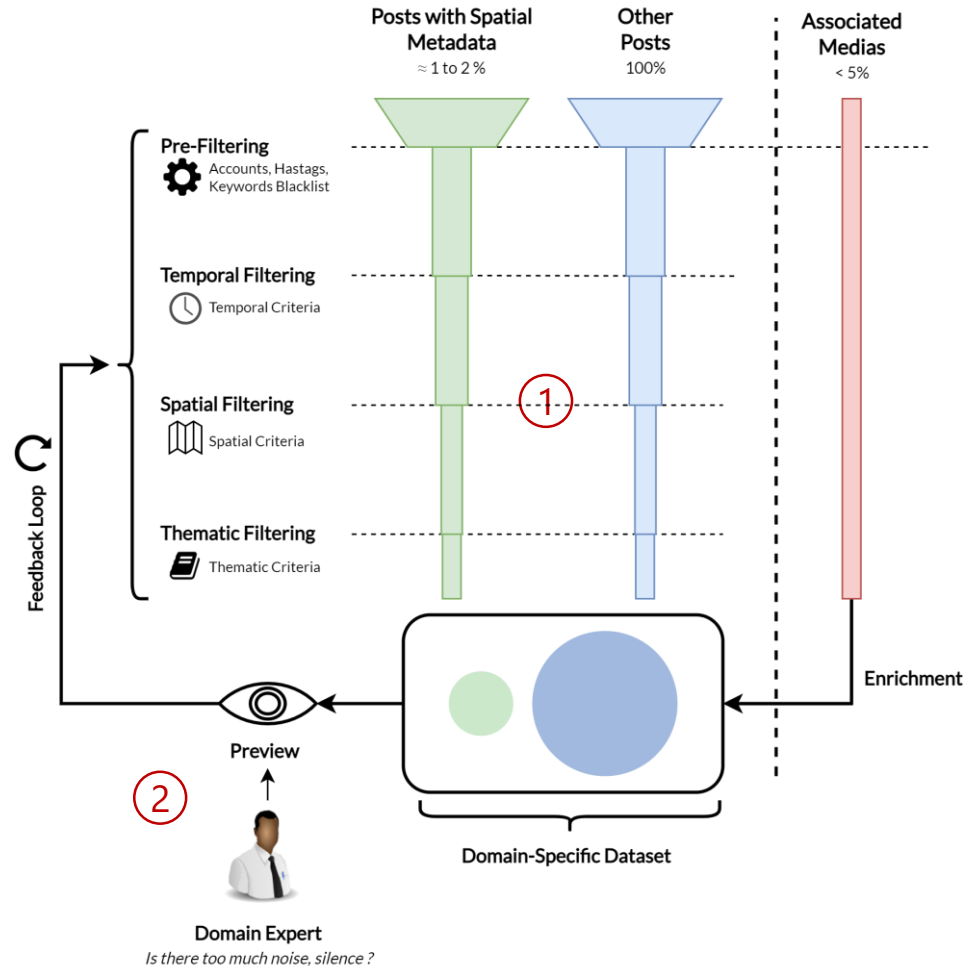 Posts with Spatial
Metadata
≈ 1 to 2 %
Other
Posts
100%
Associated
Medias
< 5%
Pre-Filtering
Accounts, Hastags,
Keywords Blacklist
Temporal Filtering
Temporal Criteria
Spatial Filtering
Spatial Criteria
1
Thematic Filtering
Thematic Criteria
Feedback Loop
Enrichment
Preview
2
Domain-Specific Dataset
Domain Expert
Is there too much noise, silence ?